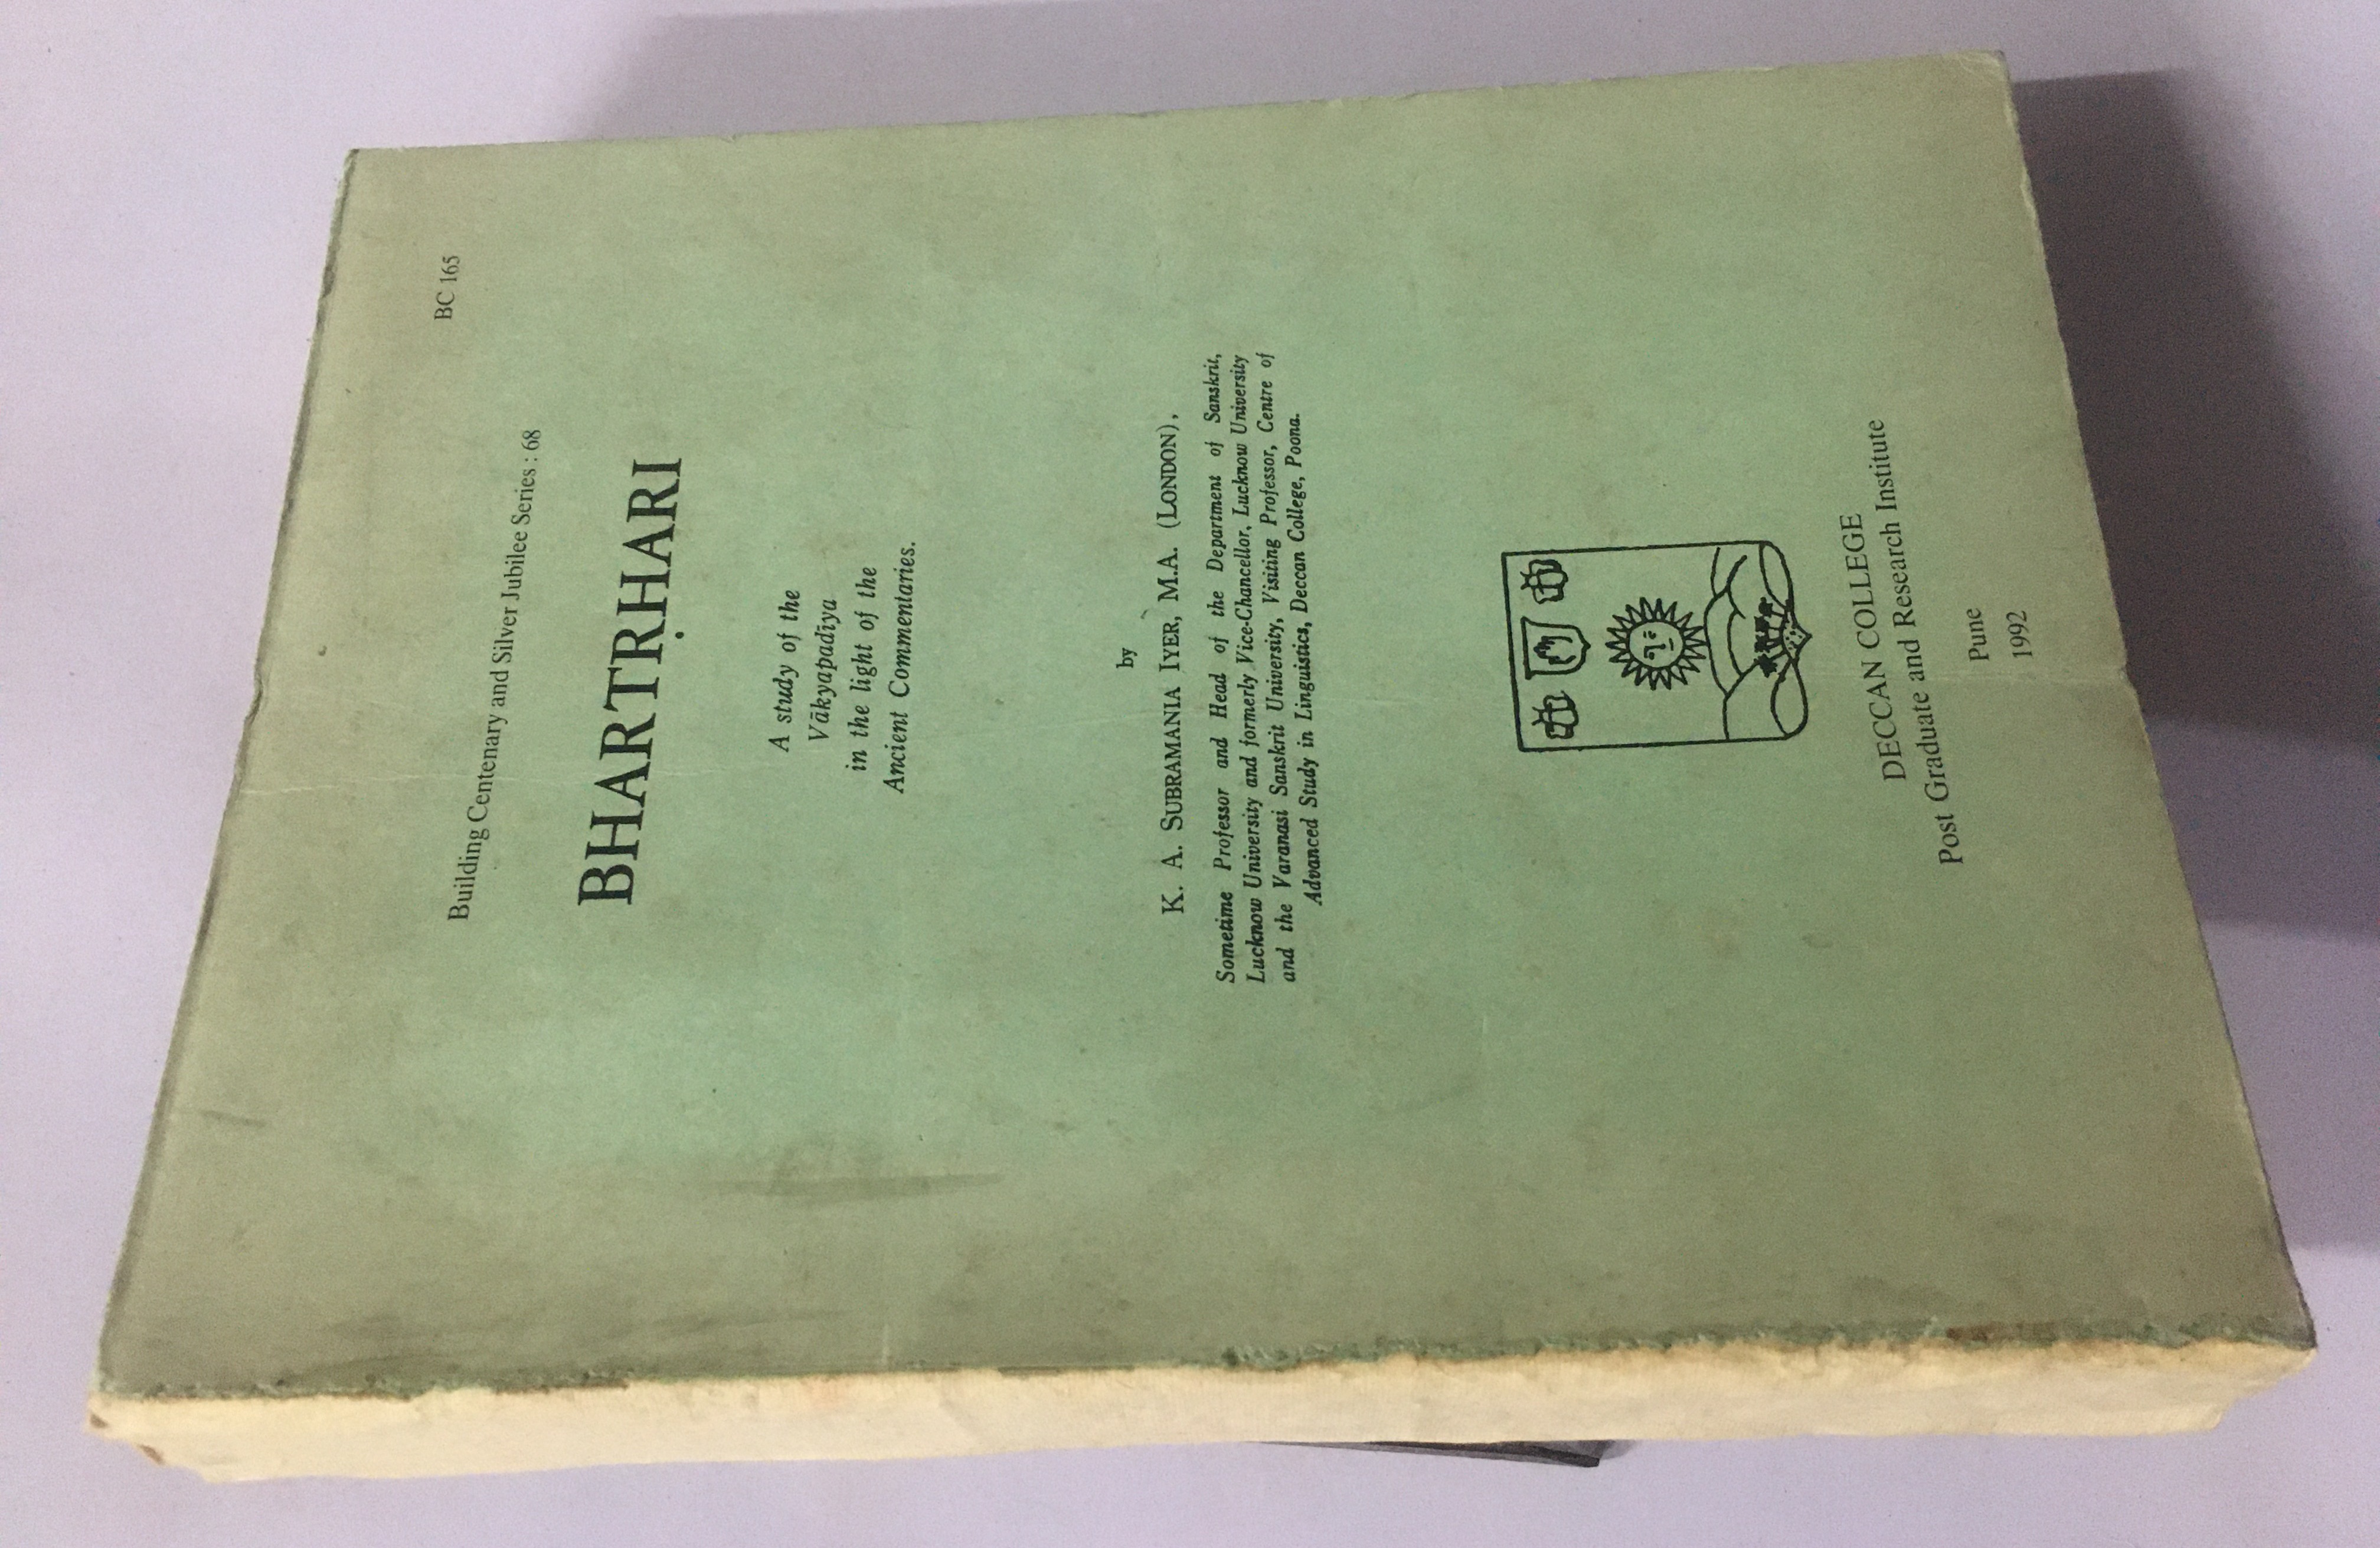 BC 165
Building Centenary and Silver Jubilee Series : 68
BHARTṚHARI
A study of the
Vākyapadīya
in the light of the
Ancient Commentaries.
by
K. A. SUBRAMANIA IYER, M.A. (LONDON),
Sometime Professor and Head of the Department of Sanskrit,
Lucknow University and formerly Vice-Chancellor, Lucknow University
and the Varanasi Sanskrit University, Visiting Professor, Centre of
Advanced Study in Linguistics, Deccan College, Poona.
DECCAN COLLEGE
Post Graduate and Research Institute
Pune
1992